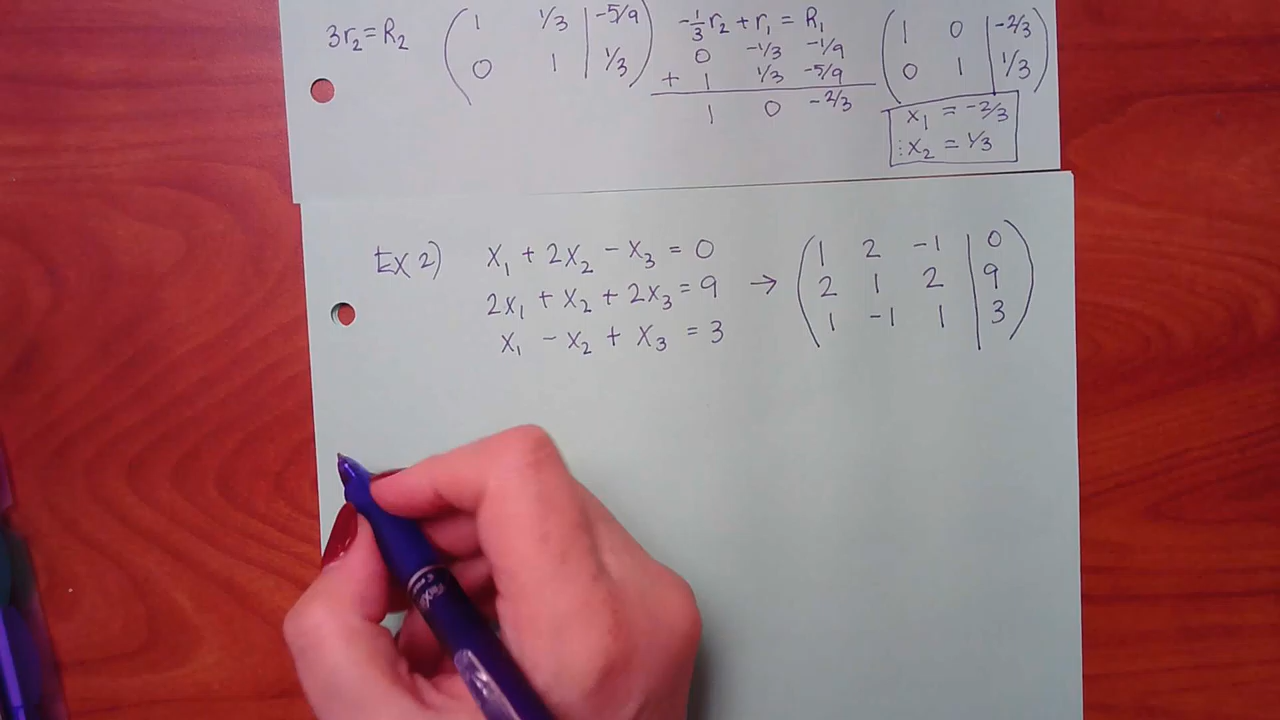 3r₂ = R₂ ( 1 1/3 | -5/9 ) -1/3r₂ + r₁ = R₁ ( 1 0 | -2/3 )
( 0 1 | 1/3 ) 0 -1/3 -1/9 ( 0 1 | 1/3 )
+ 1 1/3 -5/9
1 0 -2/3
x₁ = -2/3
:x₂ = 1/3
Ex 2) x₁ + 2x₂ - x₃ = 0 ( 1 2 -1 | 0 )
2x₁ + x₂ + 2x₃ = 9 → ( 2 1 2 | 9 )
x₁ - x₂ + x₃ = 3 ( 1 -1 1 | 3 )